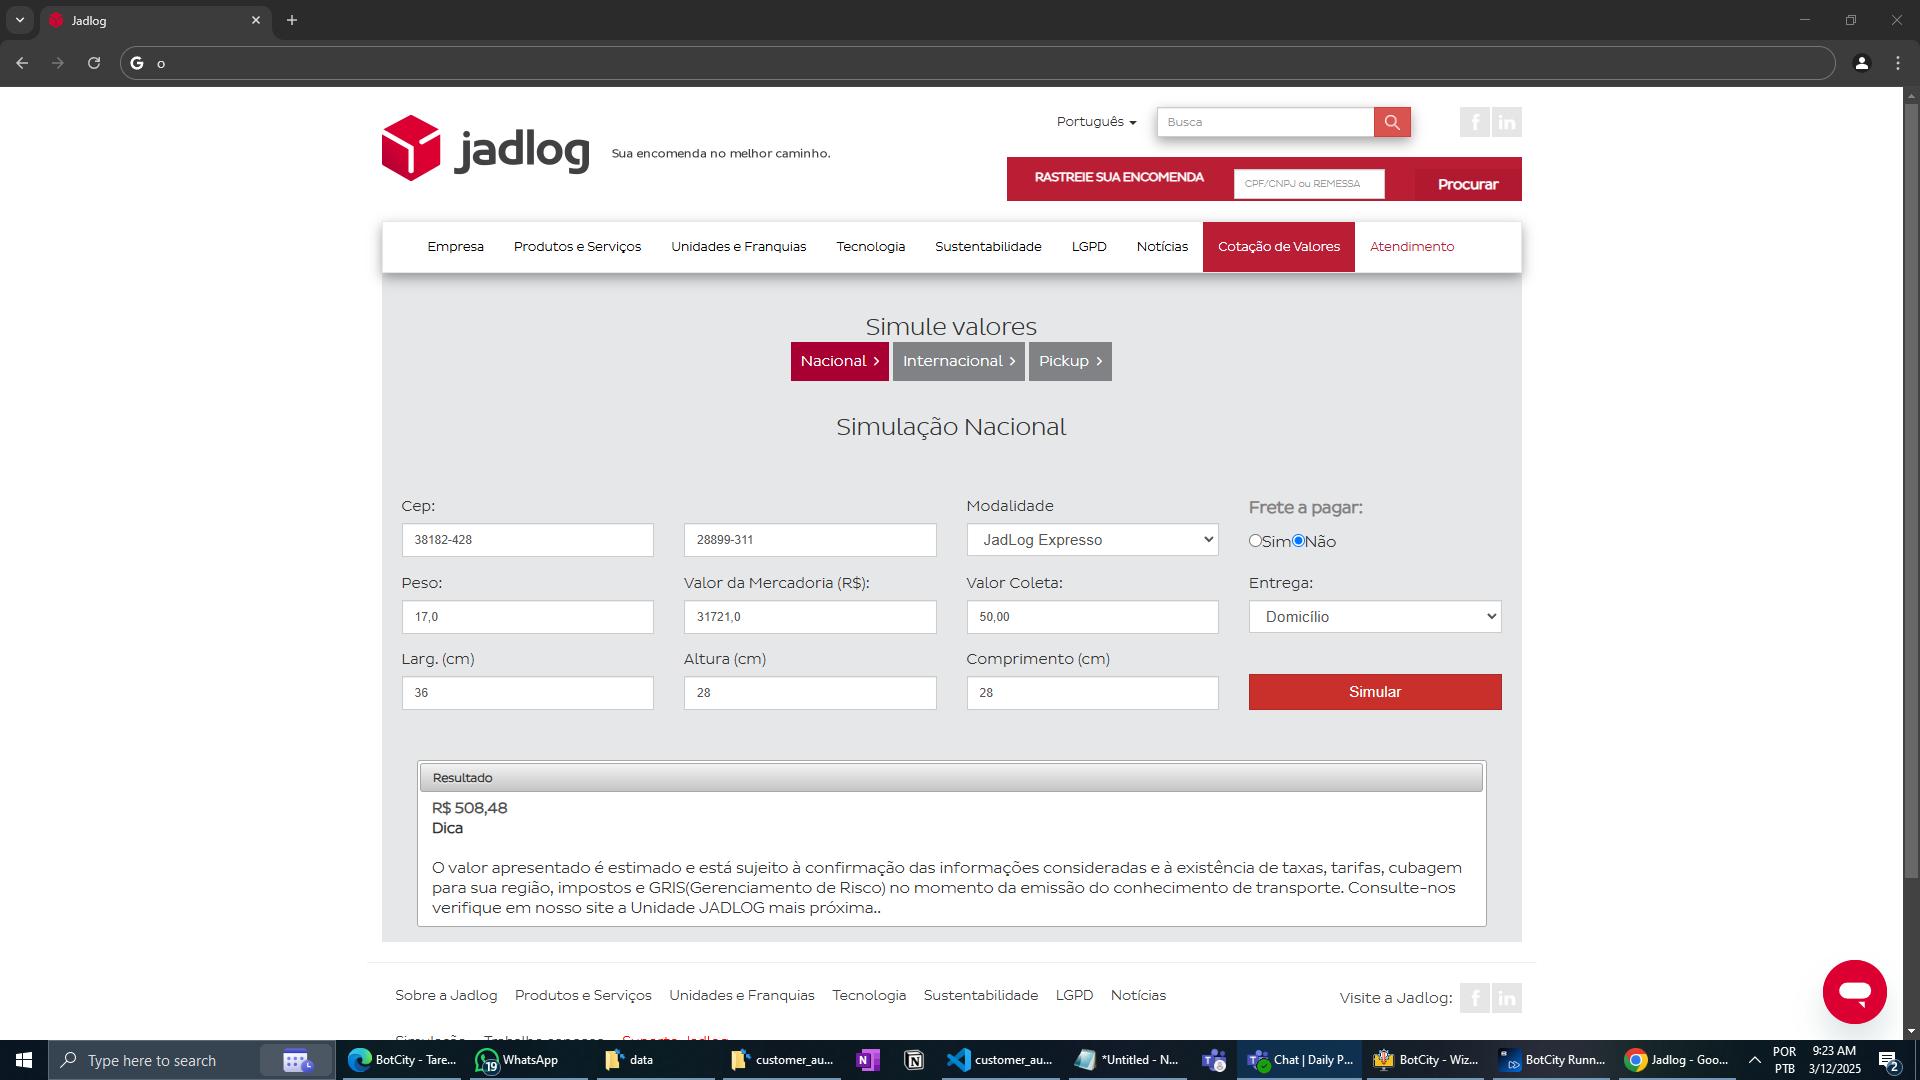 Jadlog
o
jadlog
Sua encomenda no melhor caminho.
Português
Busca
RASTREIE SUA ENCOMENDA
CPF/CNPJ ou REMESSA
Procurar
Empresa
Produtos e Serviços
Unidades e Franquias
Tecnologia
Sustentabilidade
LGPD
Notícias
Cotação de Valores
Atendimento
Simule valores
Nacional
Internacional
Pickup
Simulação Nacional
Cep:
Modalidade
Frete a pagar:
38182-428
28899-311
JadLog Expresso
Sim
Não
Peso:
Valor da Mercadoria (R$):
Valor Coleta:
Entrega:
17,0
31721,0
50,00
Domicílio
Larg. (cm)
Altura (cm)
Comprimento (cm)
36
28
28
Simular
Resultado
R$ 508,48
Dica
O valor apresentado é estimado e está sujeito à confirmação das informações consideradas e à existência de taxas, tarifas, cubagem
para sua região, impostos e GRIS(Gerenciamento de Risco) no momento da emissão do conhecimento de transporte. Consulte-nos
verifique em nosso site a Unidade JADLOG mais próxima..
Sobre a Jadlog
Produtos e Serviços
Unidades e Franquias
Tecnologia
Sustentabilidade
LGPD
Notícias
Visite a Jadlog:
Type here to search
BotCity - Tare...
19
WhatsApp
data
customer_au...
customer_au...
*Untitled - N...
Chat | Daily P...
BotCity - Wiz...
BotCity Runn...
Jadlog - Goo...
POR
PTB
9:23 AM
3/12/2025
2